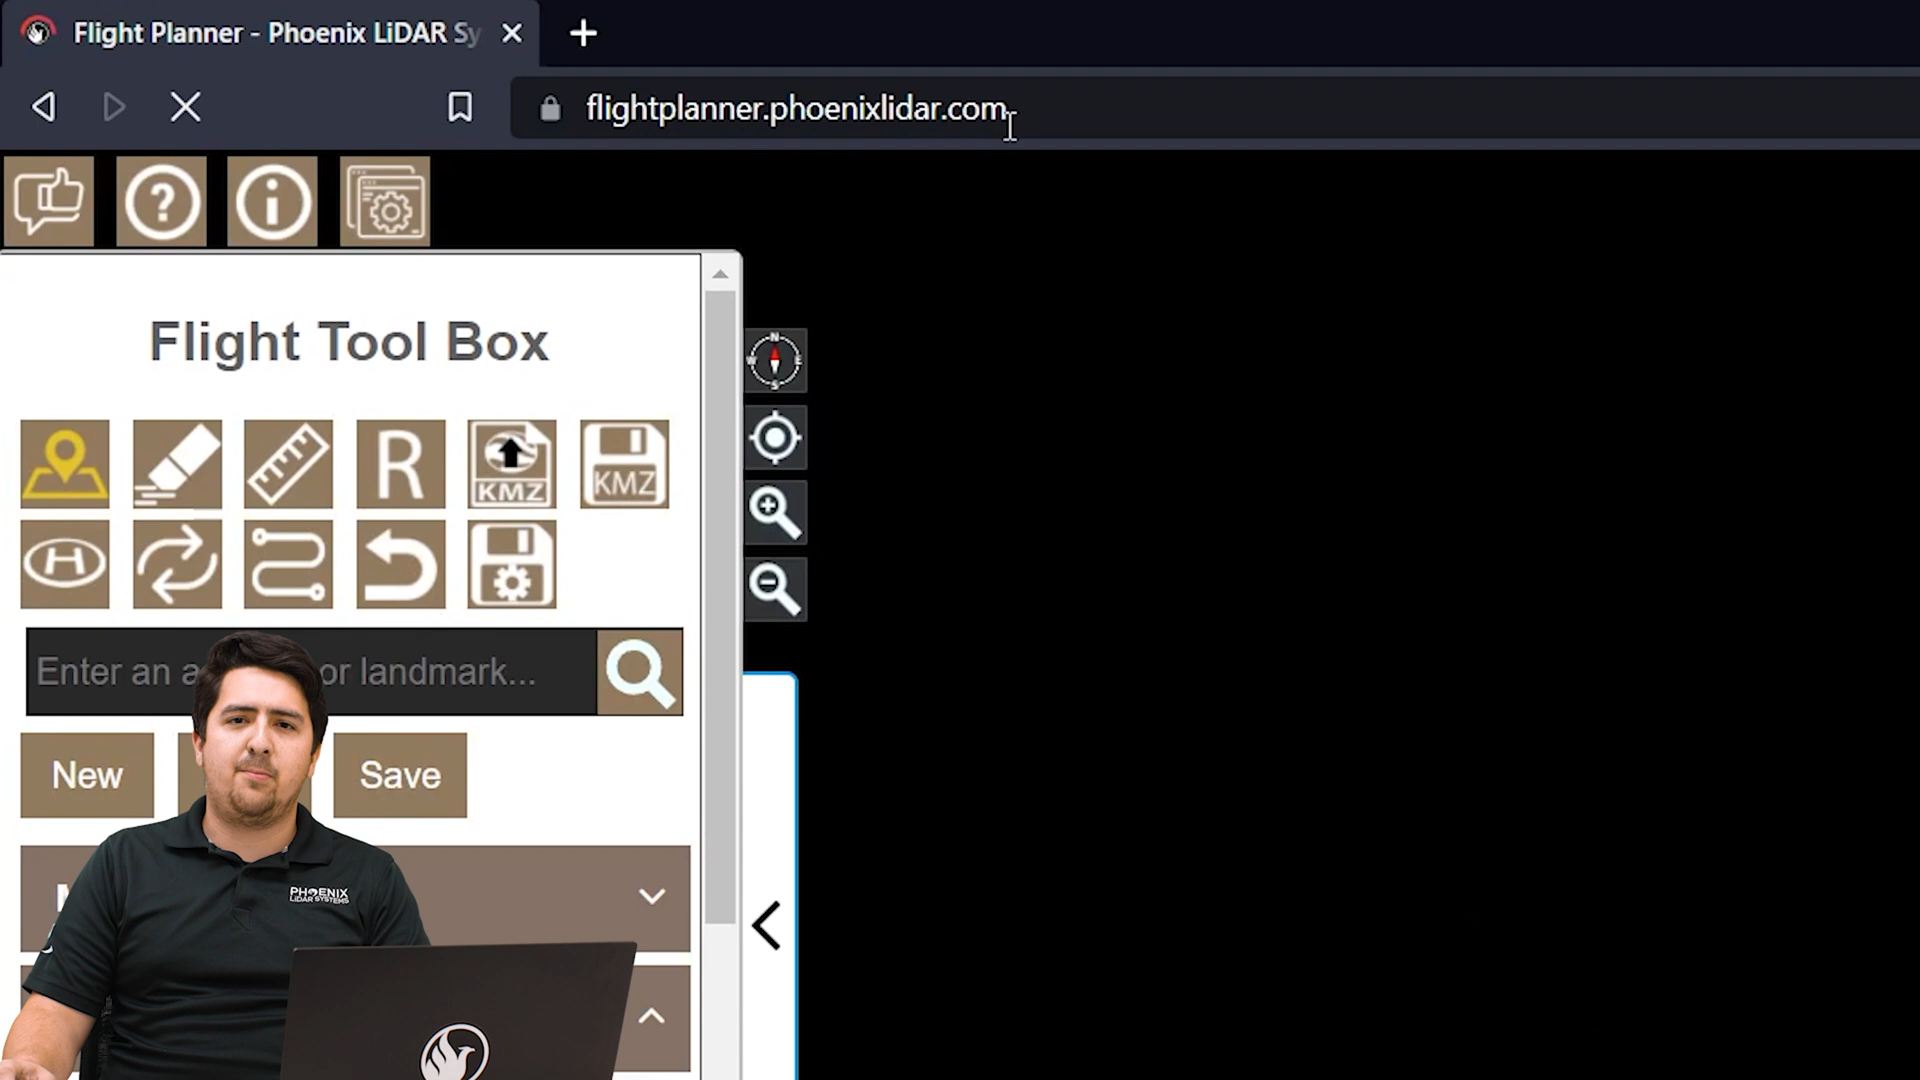 Flight Planner - Phoenix LiDAR Sy
flightplanner.phoenixlidar.com
Flight Tool Box
R
KMZ
KMZ
H
Enter an a or landmark...
New
Save
PHOENIX
LiDAR SYSTEMS
N
W
E
S